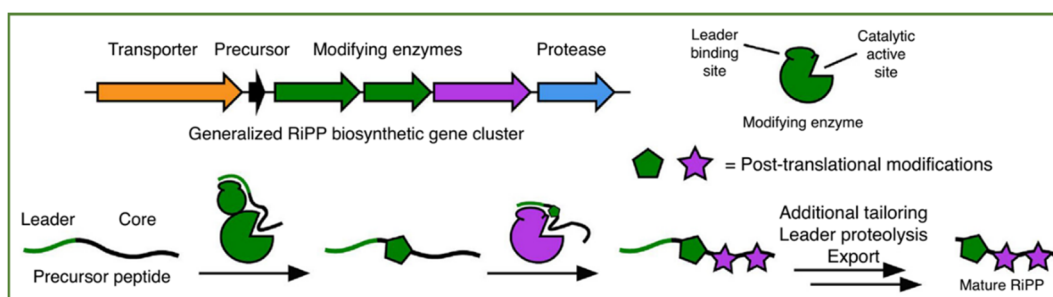 Transporter Precursor Modifying enzymes Protease
Generalized RiPP biosynthetic gene cluster
Leader
binding
site
Catalytic
active
site
Modifying enzyme
= Post-translational modifications
Leader Core
Precursor peptide
Additional tailoring
Leader proteolysis
Export
Mature RiPP